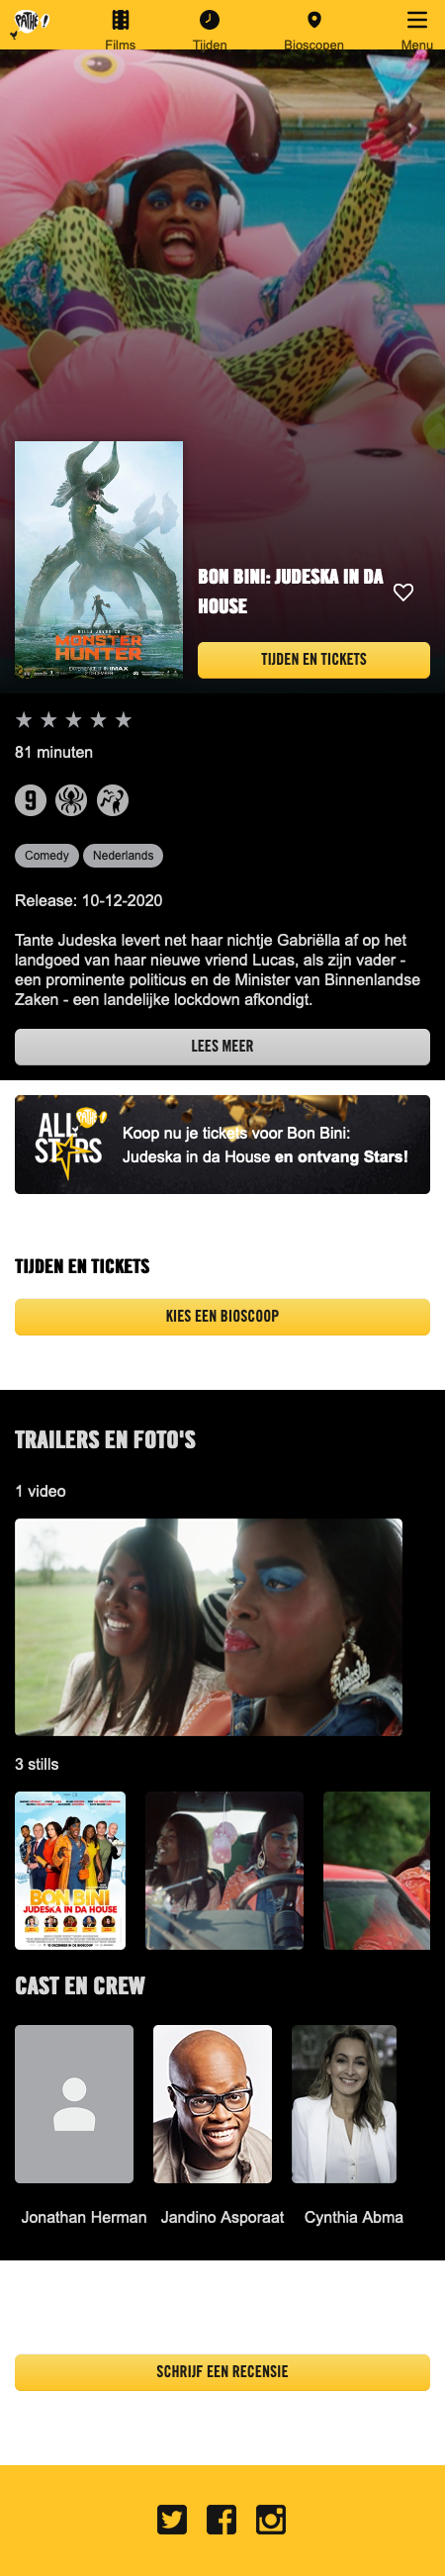 PATHÉ!
Films
Tijden
Bioscopen
Menu
MILLA JOVOVICH
MONSTER
HUNTER
BON BINI: JUDESKA IN DA
HOUSE
TIJDEN EN TICKETS
81 minuten
9
Comedy
Nederlands
Release: 10-12-2020
Tante Judeska levert net haar nichtje Gabriëlla af op het
landgoed van haar nieuwe vriend Lucas, als zijn vader -
een prominente politicus en de Minister van Binnenlandse
Zaken - een landelijke lockdown afkondigt.
LEES MEER
PATHÉ!
ALL
STARS
Koop nu je tickets voor Bon Bini:
Judeska in da House en ontvang Stars!
TIJDEN EN TICKETS
KIES EEN BIOSCOOP
TRAILERS EN FOTO'S
1 video
Judeska
3 stills
BON BINI
JUDESKA IN DA HOUSE
CAST EN CREW
Jonathan Herman
Jandino Asporaat
Cynthia Abma
SCHRIJF EEN RECENSIE